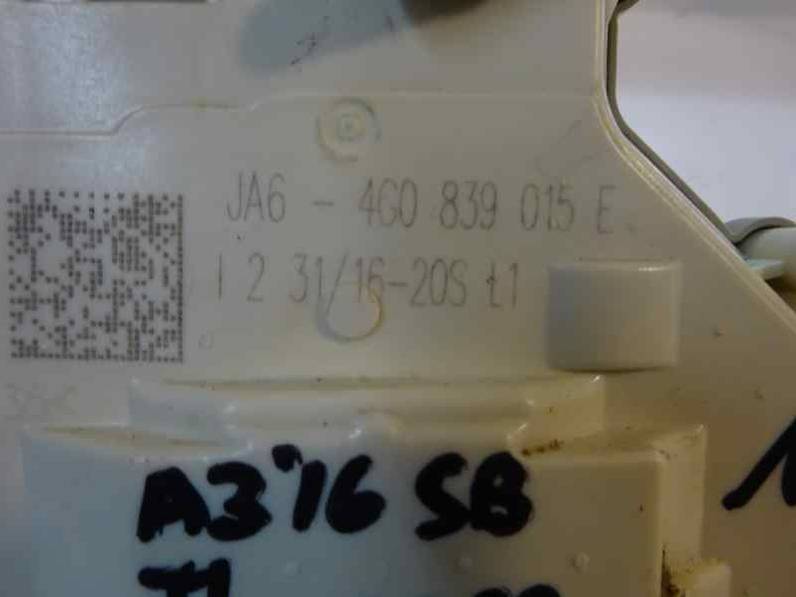 JA6 - 4G0 839 015 E
I 2 31/16-20S Ł1
A3'16 SB